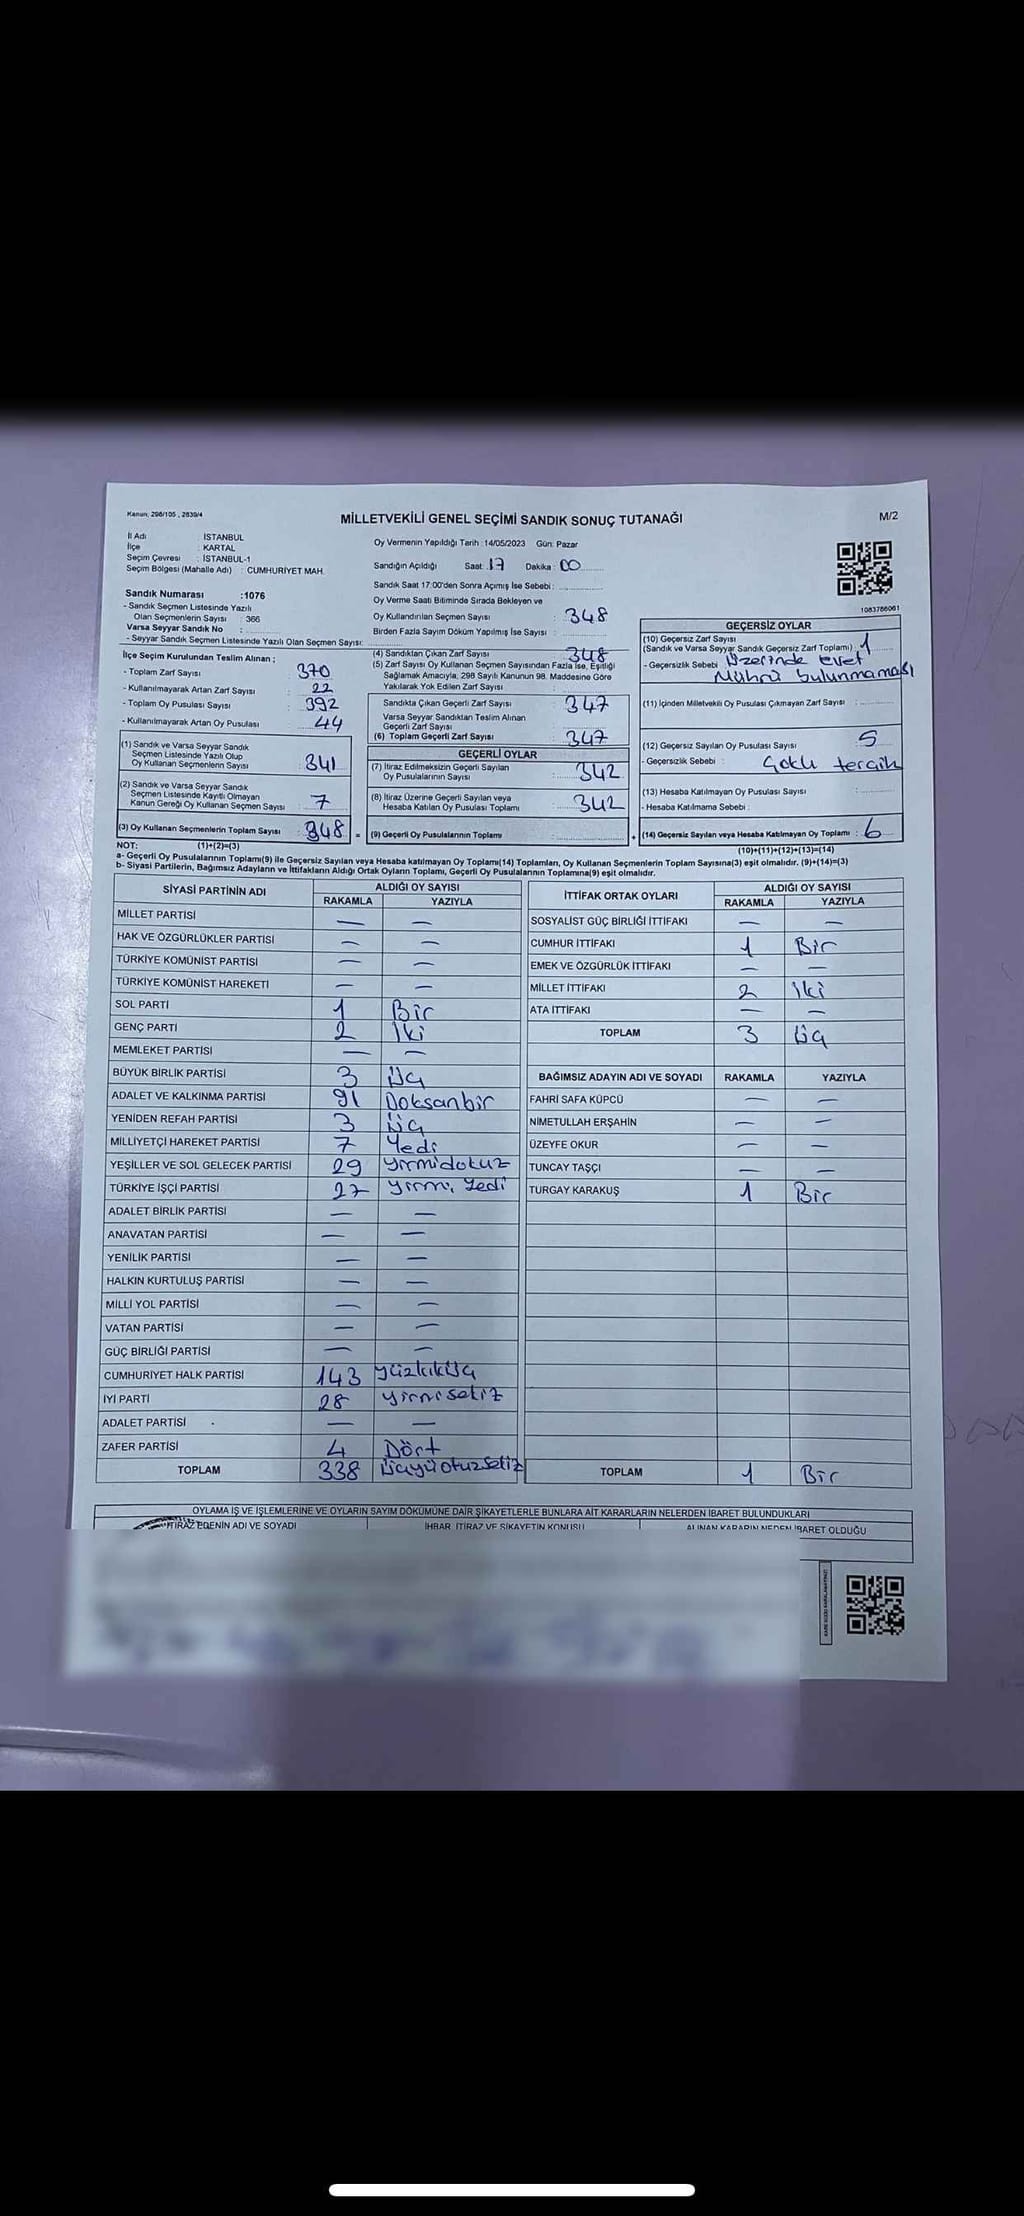 Kanun; 298/105 , 2839/4
MİLLETVEKİLİ GENEL SEÇİMİ SANDIK SONUÇ TUTANAĞI
M/2
İl Adı : İSTANBUL
İlçe : KARTAL
Seçim Çevresi : İSTANBUL-1
Seçim Bölgesi (Mahalle Adı) : CUMHURİYET MAH.
Oy Vermenin Yapıldığı Tarih :14/05/2023 Gün: Pazar
Sandığın Açıldığı Saat :17 Dakika : 00
Sandık Saat 17:00'den Sonra Açımış İse Sebebi :
Oy Verme Saati Bitiminde Sırada Bekleyen ve
Oy Kullandırılan Seçmen Sayısı : 348
Birden Fazla Sayım Döküm Yapılmış İse Sayısı :
1083786061
Sandık Numarası :1076
- Sandık Seçmen Listesinde Yazılı
Olan Seçmenlerin Sayısı : 366
Varsa Seyyar Sandık No :
- Seyyar Sandık Seçmen Listesinde Yazılı Olan Seçmen Sayısı:
İlçe Seçim Kurulundan Teslim Alınan ;
- Toplam Zarf Sayısı : 370
- Kullanılmayarak Artan Zarf Sayısı : 22
- Toplam Oy Pusulası Sayısı : 392
- Kullanılmayarak Artan Oy Pusulası : 44
(1) Sandık ve Varsa Seyyar Sandık
Seçmen Listesinde Yazılı Olup
Oy Kullanan Seçmenlerin Sayısı : 341
(2) Sandık ve Varsa Seyyar Sandık
Seçmen Listesinde Kayıtlı Olmayan
Kanun Gereği Oy Kullanan Seçmen Sayısı : 7
(3) Oy Kullanan Seçmenlerin Toplam Sayısı : 348 =
(4) Sandıktan Çıkan Zarf Sayısı : 348
(5) Zarf Sayısı Oy Kullanan Seçmen Sayısından Fazla İse, Eşitliği
Sağlamak Amacıyla, 298 Sayılı Kanunun 98. Maddesine Göre
Yakılarak Yok Edilen Zarf Sayısı :
Sandıkta Çıkan Geçerli Zarf Sayısı : 347
Varsa Seyyar Sandıktan Teslim Alınan
Geçerli Zarf Sayısı :
(6) Toplam Geçerli Zarf Sayısı : 347
GEÇERLİ OYLAR
(7) İtiraz Edilmeksizin Geçerli Sayılan
Oy Pusulalarının Sayısı : 342
(8) İtiraz Üzerine Geçerli Sayılan veya
Hesaba Katılan Oy Pusulası Toplamı : 342
(9) Geçerli Oy Pusulalarının Toplamı : +
GEÇERSİZ OYLAR
(10) Geçersiz Zarf Sayısı
(Sandık ve Varsa Seyyar Sandık Geçersiz Zarf Toplamı) : 1
- Geçersizlik Sebebi : Üzerinde evet
Mührü bulunmaması
(11) İçinden Milletvekili Oy Pusulası Çıkmayan Zarf Sayısı :
(12) Geçersiz Sayılan Oy Pusulası Sayısı : 5
- Geçersizlik Sebebi : Çoklu tercih
(13) Hesaba Katılmayan Oy Pusulası Sayısı :
- Hesaba Katılmama Sebebi :
(14) Geçersiz Sayılan veya Hesaba Katılmayan Oy Toplamı : 6
NOT: (1)+(2)=(3)
(10)+(11)+(12)+(13)=(14)
a- Geçerli Oy Pusulalarının Toplamı(9) ile Geçersiz Sayılan veya Hesaba katılmayan Oy Toplamı(14) Toplamları, Oy Kullanan Seçmenlerin Toplam Sayısına(3) eşit olmalıdır. (9)+(14)=(3)
b- Siyasi Partilerin, Bağımsız Adayların ve İttifakların Aldığı Ortak Oyların Toplamı, Geçerli Oy Pusulalarının Toplamına(9) eşit olmalıdır.
SİYASİ PARTİNİN ADI ALDIĞI OY SAYISI
RAKAMLA YAZIYLA
MİLLET PARTİSİ — —
HAK VE ÖZGÜRLÜKLER PARTİSİ — —
TÜRKİYE KOMÜNİST PARTİSİ — —
TÜRKİYE KOMÜNİST HAREKETİ — —
SOL PARTİ 1 Bir
GENÇ PARTİ 2 İki
MEMLEKET PARTİSİ — —
BÜYÜK BİRLİK PARTİSİ 3 Üç
ADALET VE KALKINMA PARTİSİ 91 Doksanbir
YENİDEN REFAH PARTİSİ 3 Üç
MİLLİYETÇİ HAREKET PARTİSİ 7 Yedi
YEŞİLLER VE SOL GELECEK PARTİSİ 29 yirmidokuz
TÜRKİYE İŞÇİ PARTİSİ 27 yirmi yedi
ADALET BİRLİK PARTİSİ — —
ANAVATAN PARTİSİ — —
YENİLİK PARTİSİ — —
HALKIN KURTULUŞ PARTİSİ — —
MİLLİ YOL PARTİSİ — —
VATAN PARTİSİ — —
GÜÇ BİRLİĞİ PARTİSİ — —
CUMHURİYET HALK PARTİSİ 143 yüzkıküç
İYİ PARTİ 28 yirmisekiz
ADALET PARTİSİ — —
ZAFER PARTİSİ 4 Dört
TOPLAM 338 üçyüotuzsekiz
İTTİFAK ORTAK OYLARI ALDIĞI OY SAYISI
RAKAMLA YAZIYLA
SOSYALİST GÜÇ BİRLİĞİ İTTİFAKI — —
CUMHUR İTTİFAKI 1 Bir
EMEK VE ÖZGÜRLÜK İTTİFAKI — —
MİLLET İTTİFAKI 2 İki
ATA İTTİFAKI — —
TOPLAM 3 Üç
BAĞIMSIZ ADAYIN ADI VE SOYADI RAKAMLA YAZIYLA
FAHRİ SAFA KÜPCÜ — —
NİMETULLAH ERŞAHİN — —
ÜZEYFE OKUR — —
TUNCAY TAŞÇI — —
TURGAY KARAKUŞ 1 Bir
TOPLAM 1 Bir
OYLAMA İŞ VE İŞLEMLERİNE VE OYLARIN SAYIM DÖKÜMÜNE DAİR ŞİKAYETLERLE BUNLARA AİT KARARLARIN NELERDEN İBARET BULUNDUKLARI
İTİRAZ EDENİN ADI VE SOYADI
İHBAR, İTİRAZ VE ŞİKAYETİN KONUSU
ALINAN KARARIN NEDEN İBARET OLDUĞU